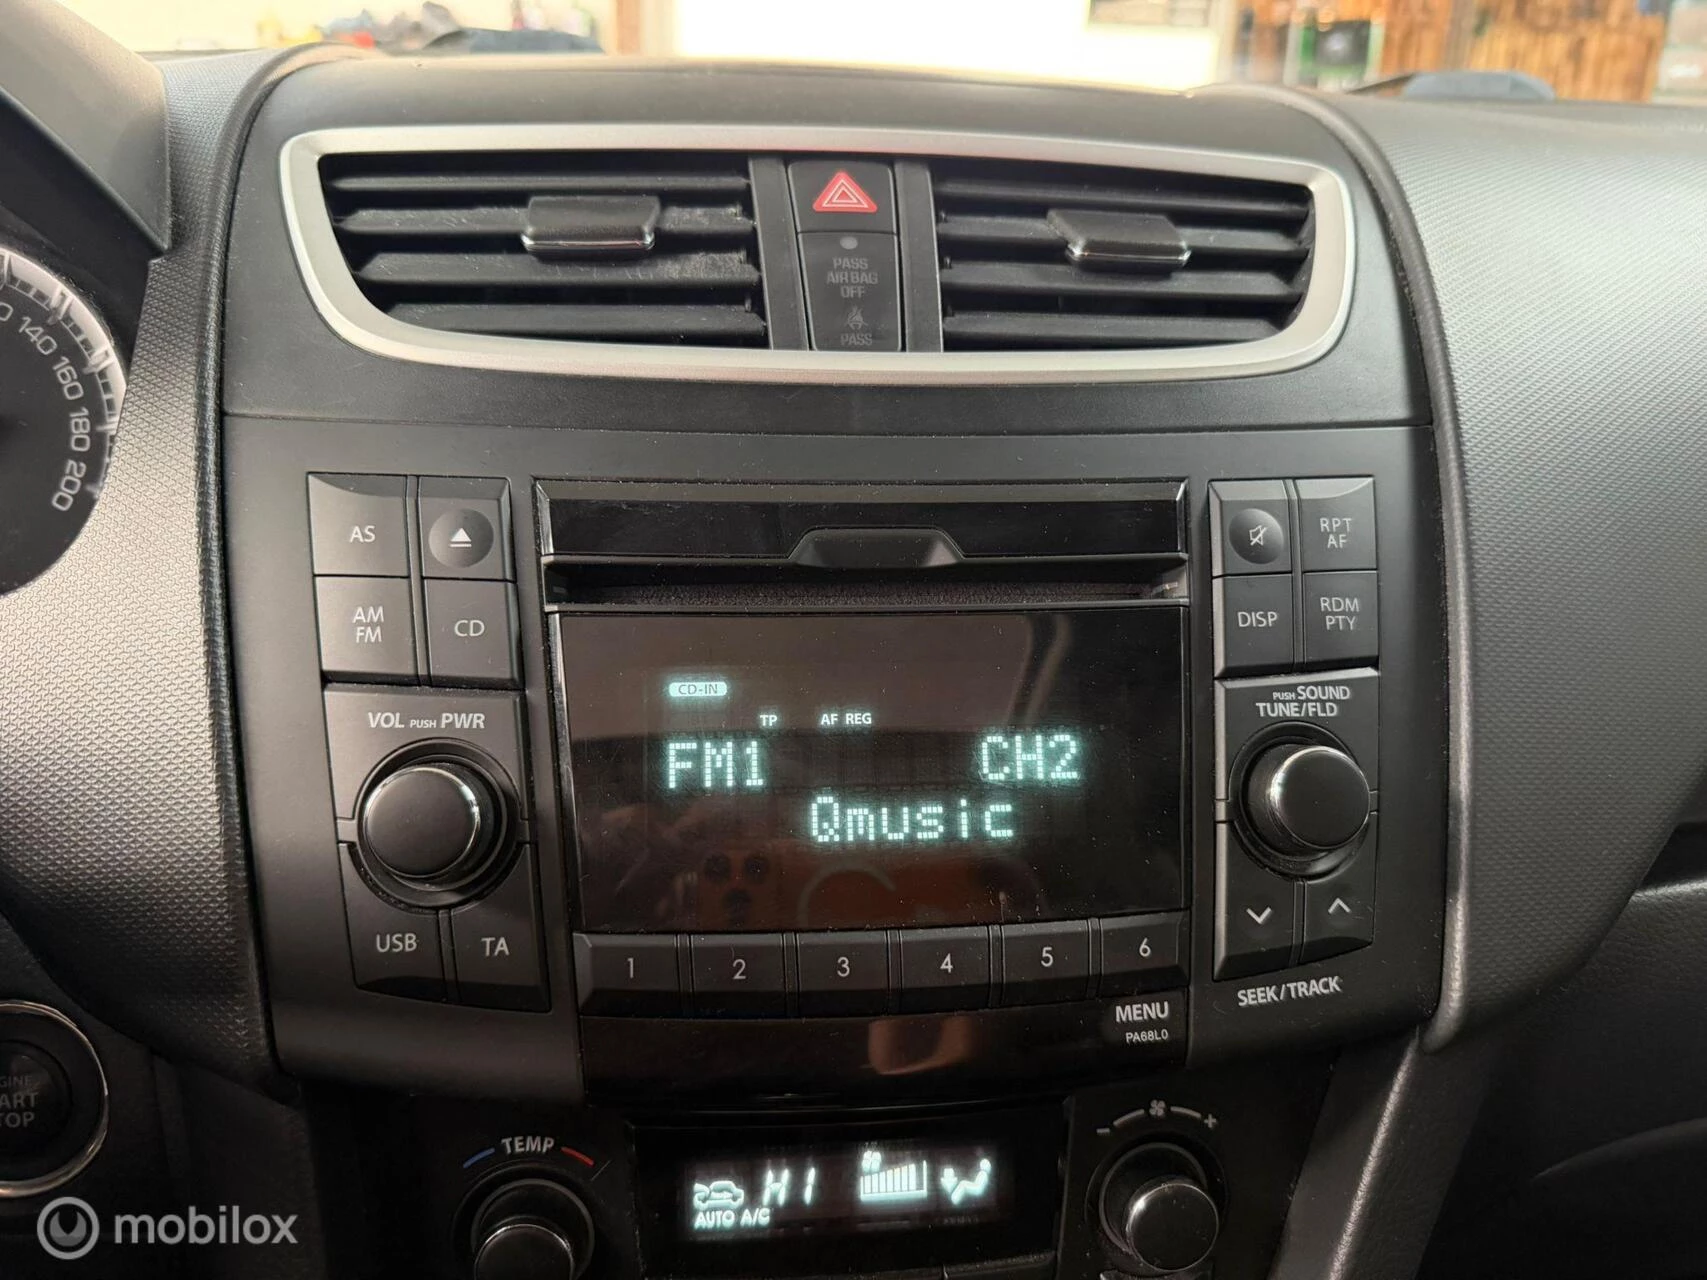 140
160
180
200
PASS
AIR BAG
OFF
PASS
AS
AM
FM
CD
VOL PUSH PWR
USB
TA
CD-IN
TP AF REG
FM1 CH2
Qmusic
1 2 3 4 5 6
MENU
PA68L0
RPT
AF
DISP
RDM
PTY
PUSH SOUND
TUNE/FLD
SEEK/TRACK
TEMP
HI
AUTO A/C
- +
mobilox